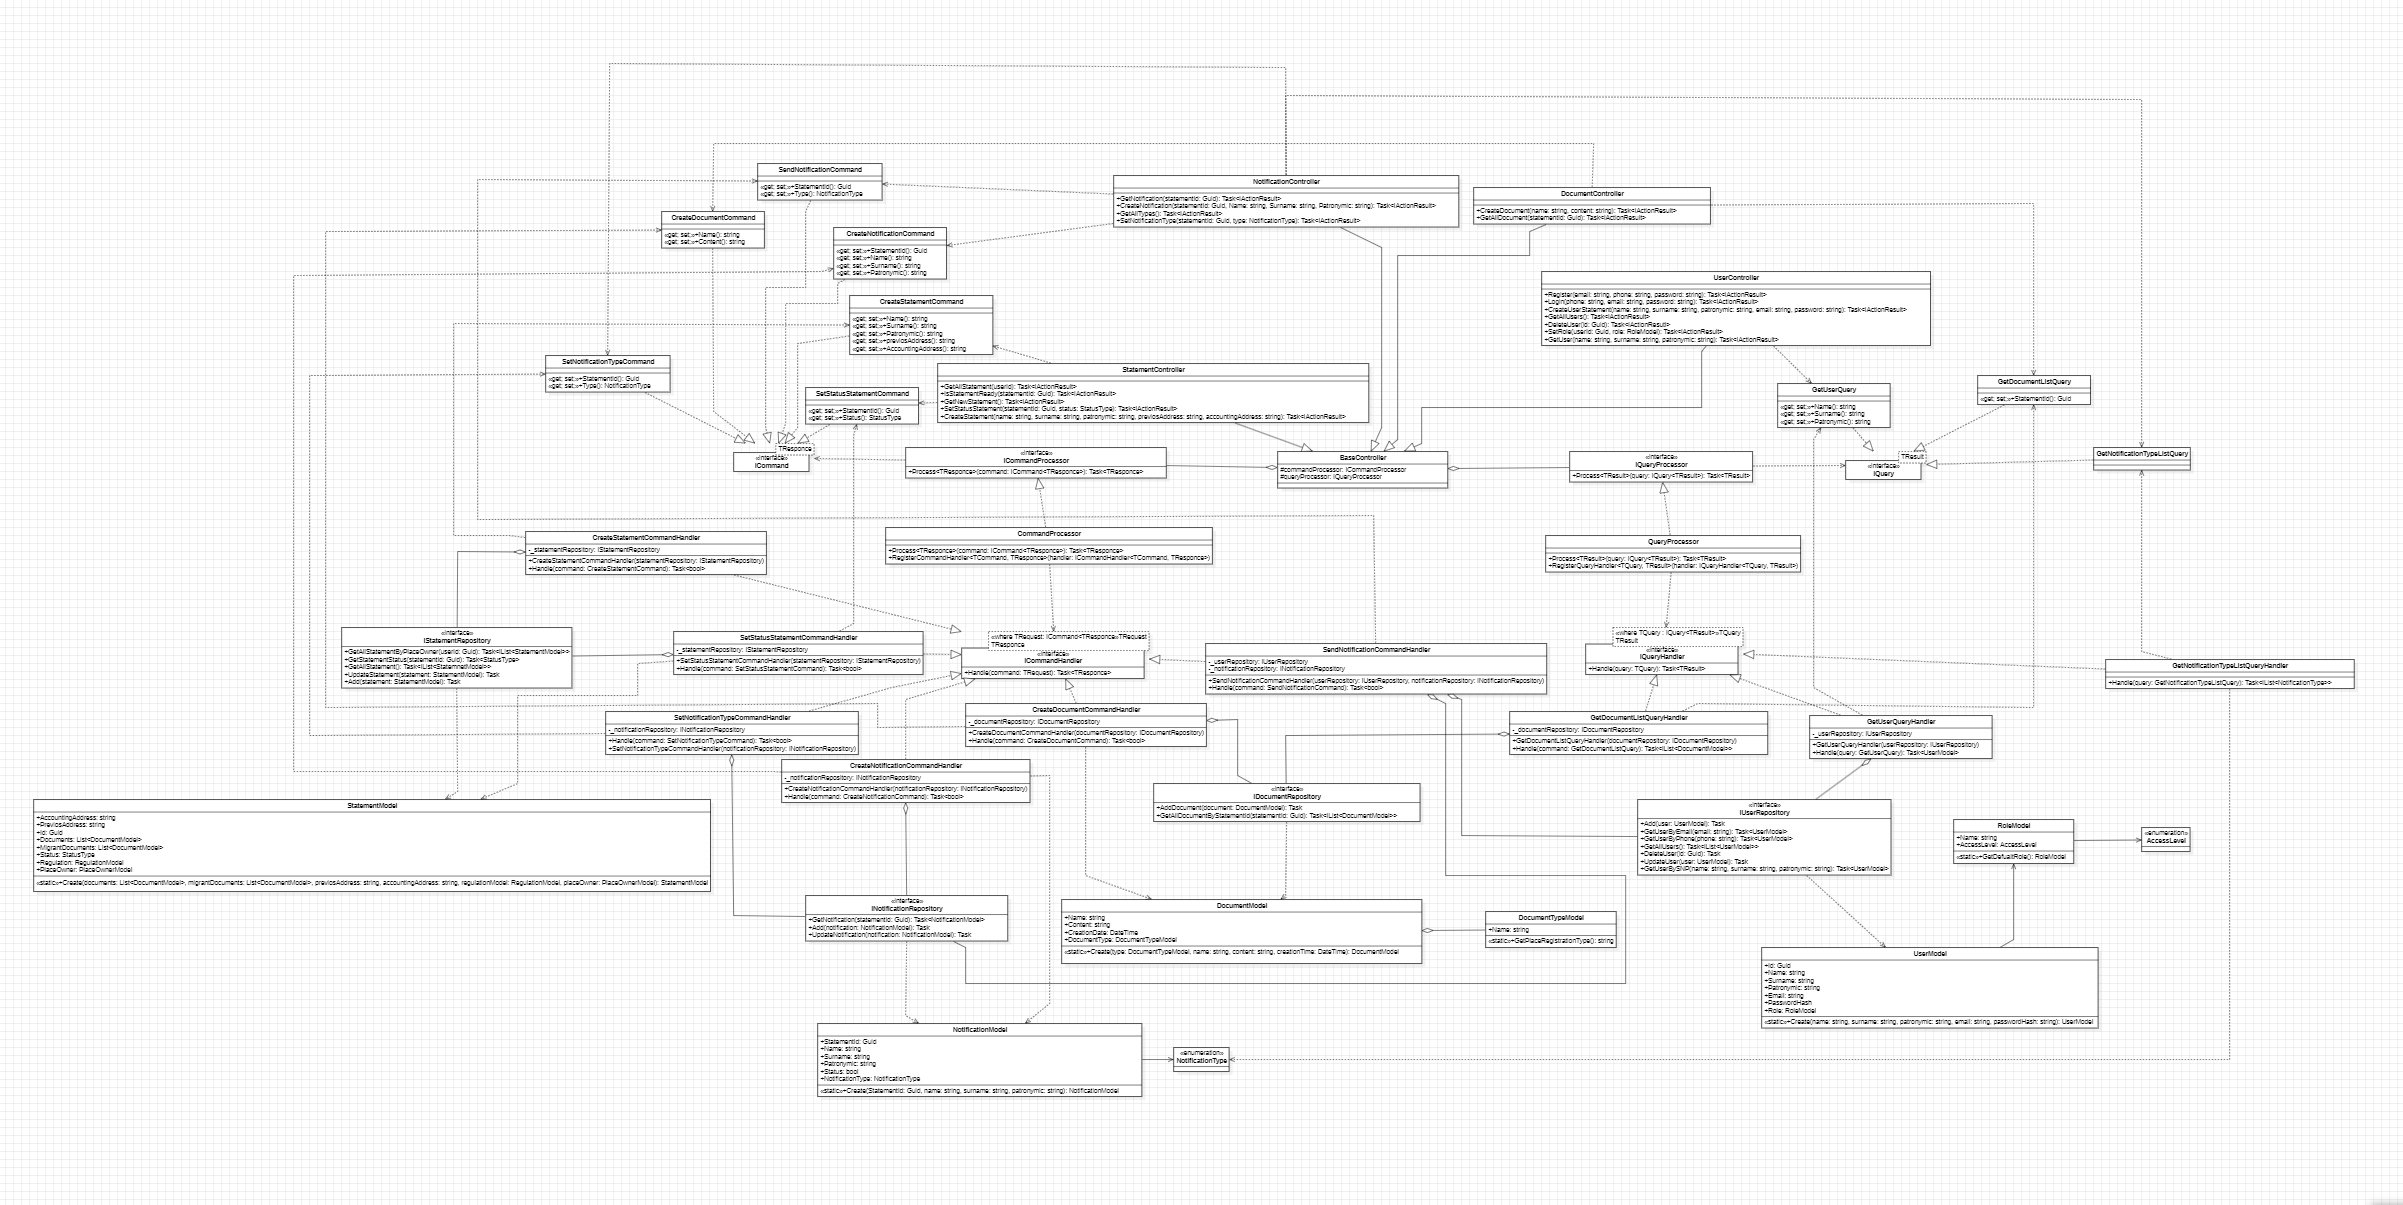 SendNotificationCommand
«get; set;»+StatementId(): Guid
«get; set;»+Type(): NotificationType
CreateDocumentCommand
«get; set;»+Name(): string
«get; set;»+Content(): string
NotificationController
+GetNotification(statementId: Guid): Task<IActionResult>
+CreateNotification(statementId: Guid, Name: string, Surname: string, Patronymic: string): Task<IActionResult>
+GetAllTypes(): Task<IActionResult>
+SetNotificationType(statementId: Guid, type: NotificationType): Task<IActionResult>
DocumentController
+CreateDocument(name: string, content: string): Task<IActionResult>
+GetAllDocument(statementId: Guid): Task<IActionResult>
CreateNotificationCommand
«get; set;»+StatementId(): Guid
«get; set;»+Name(): string
«get; set;»+Surname(): string
«get; set;»+Patronymic(): string
UserController
+Register(email: string, phone: string, password: string): Task<IActionResult>
+Login(phone: string, email: string, password: string): Task<IActionResult>
+CreateUserStatement(name: string, surname: string, patronymic: string, email: string, password: string): Task<IActionResult>
+GetAllUsers(): Task<IActionResult>
+DeleteUser(id: Guid): Task<IActionResult>
+SetRole(userId: Guid, role: RoleModel): Task<IActionResult>
+GetUser(name: string, surname: string, patronymic: string): Task<IActionResult>
CreateStatementCommand
«get; set;»+Name(): string
«get; set;»+Surname(): string
«get; set;»+Patronymic(): string
«get; set;»+previosAddress(): string
«get; set;»+AccountingAddress(): string
SetNotificationTypeCommand
«get; set;»+StatementId(): Guid
«get; set;»+Type(): NotificationType
StatementController
+GetAllStatement(userId): Task<IActionResult>
+IsStatementReady(statementId: Guid): Task<IActionResult>
+GetNewStatement(): Task<IActionResult>
+SetStatusStatement(statementId: Guid, status: StatusType): Task<IActionResult>
+CreateStatement(name: string, surname: string, patronymic: string, previosAddress: string, accountingAddress: string): Task<IActionResult>
SetStatusStatementCommand
«get; set;»+StatementId(): Guid
«get; set;»+Status(): StatusType
GetUserQuery
«get; set;»+Name(): string
«get; set;»+Surname(): string
«get; set;»+Patronymic(): string
GetDocumentListQuery
«get; set;»+StatementId(): Guid
TResponce
«interface»
ICommand
«interface»
ICommandProcessor
+Process<TResponce>(command: ICommand<TResponce>): Task<TResponce>
BaseController
#commandProcessor: ICommandProcessor
#queryProcessor: IQueryProcessor
«interface»
IQueryProcessor
+Process<TResult>(query: IQuery<TResult>): Task<TResult>
TResult
«interface»
IQuery
GetNotificationTypeListQuery
CreateStatementCommandHandler
-_statementRepository: IStatementRepository
+CreateStatementCommandHandler(statementRepository: IStatementRepository)
+Handle(command: CreateStatementCommand): Task<bool>
CommandProcessor
+Process<TResponce>(command: ICommand<TResponce>): Task<TResponce>
+RegisterCommandHandler<TCommand, TResponce>(handler: ICommandHandler<TCommand, TResponce>)
QueryProcessor
+Process<TResult>(query: IQuery<TResult>): Task<TResult>
+RegisterQueryHandler<TQuery, TResult>(handler: IQueryHandler<TQuery, TResult>)
«interface»
IStatementRepository
+GetAllStatementByPlaceOwner(userId: Guid): Task<List<StatementModel>>
+GetStatementStatus(statementId: Guid): Task<StatusType>
+GetAllStatement(): Task<IList<StatemnetModel>>
+UpdateStatement(statement: StatementModel): Task
+Add(statement: StatementModel): Task
SetStatusStatementCommandHandler
-_statementRepository: IStatementRepository
+SetStatusStatementCommandHandler(statementRepository: IStatementRepository)
+Handle(command: SetStatusStatementCommand): Task<bool>
«where TRequest: ICommand<TResponce»TRequest
TResponce
«interface»
ICommandHandler
+Handle(command: TRequest): Task<TResponce>
SendNotificationCommandHandler
-_userRepository: IUserRepository
-_notificationRepository: INotificationRepository
+SendNotificationCommandHandler(userRepository: IUserRepository, notificationRepository: INotificationRepository)
+Handle(command: SendNotificationCommand): Task<bool>
«where TQuery : IQuery<TResult>»TQuery
TResult
«interface»
IQueryHandler
+Handle(query: TQuery): Task<TResult>
GetNotificationTypeListQueryHandler
+Handle(query: GetNotificationTypeListQuery): Task<IList<NotificationType>>
SetNotificationTypeCommandHandler
-_notificationRepository: INotificationRepository
+Handle(command: SetNotificationTypeCommand): Task<bool>
+SetNotificationTypeCommandHandler(notificationRepository: INotificationRepository)
CreateDocumentCommandHandler
-_documentRepository: IDocumentRepository
+CreateDocumentCommandHandler(documentRepository: IDocumentRepository)
+Handle(command: CreateDocumentCommand): Task<bool>
GetDocumentListQueryHandler
-_documentRepository: IDocumentRepository
+GetDocumentListQueryHandler(documentRepository: IDocumentRepository)
+Handle(command: GetDocumentListQuery): Task<IList<DocumentModel>>
GetUserQueryHandler
-_userRepository: IUserRepository
+GetUserQueryHandler(userRepository: IUserRepository)
+Handle(query: GetUserQuery): Task<UserModel>
CreateNotificationCommandHandler
-_notificationRepository: INotificationRepository
+CreateNotificationCommandHandler(notificationRepository: INotificationRepository)
+Handle(command: CreateNotificationCommand): Task<bool>
«interface»
IDocumentRepository
+AddDocument(document: DocumentModel): Task
+GetAllDocumentByStatementId(statementId: Guid): Task<IList<DocumentModel>>
StatementModel
+AccountingAddress: string
+PreviosAddress: string
+Id: Guid
+Documents: List<DocumentModel>
+MigrantDocuments: List<DocumentModel>
+Status: StatusType
+Regulation: RegulationModel
+PlaceOwner: PlaceOwnerModel
«static»+Create(documents: List<DocumentModel>, migrantDocuments: List<DocumentModel>, previosAddress: string, accountingAddress: string, regulationModel: RegulationModel, placeOwner: PlaceOwnerModel): StatementModel
«interface»
IUserRepository
+Add(user: UserModel): Task
+GetUserByEmail(email: string): Task<UserModel>
+GetUserByPhone(phone: string): Task<UserModel>
+GetAllUsers(): Task<IList<UserModel>>
+DeleteUser(id: Guid): Task
+UpdateUser(user: UserModel): Task
+GetUserBySNP(name: string, surname: string, patronymic: string): Task<UserModel>
RoleModel
+Name: string
+AccessLevel: AccessLevel
«static»+GetDefualtRole(): RoleModel
«enumeration»
AccessLevel
«interface»
INotificationRepository
+GetNotification(statementId: Guid): Task<NotificationModel>
+Add(notification: NotificationModel): Task
+UpdateNotification(notification: NotificationModel): Task
DocumentModel
+Name: string
+Content: string
+CreationDate: DateTime
+DocumentType: DocumentTypeModel
«static»+Create(type: DocumentTypeModel, name: string, content: string, creationTime: DateTime): DocumentModel
DocumentTypeModel
+Name: string
«static»+GetPlaceRegistrationType(): string
UserModel
+Id: Guid
+Name: string
+Surname: string
+Patronymic: string
+Email: string
+PasswordHash
+Role: RoleModel
«static»+Create(name: string, surname: string, patronymic: string, email: string, passwordHash: string): UserModel
NotificationModel
+StatementId: Guid
+Name: string
+Surname: string
+Patronymic: string
+Status: bool
+NotificationType: NotificationType
«static»+Create(StatementId: Guid, name: string, surname: string, patronymic: string): NotificationModel
«enumeration»
NotificationType